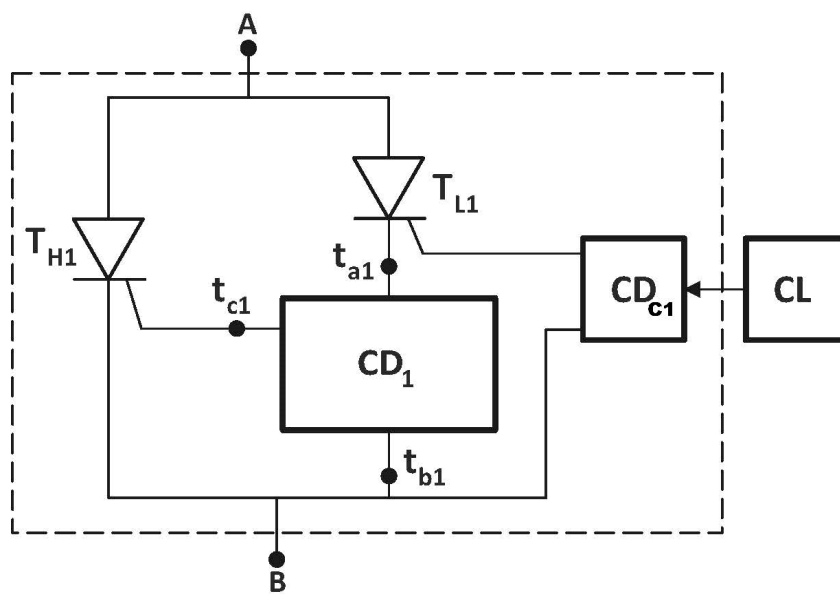 A
T_L1
T_H1
t_a1
t_c1
CD_C1
CL
CD_1
t_b1
B